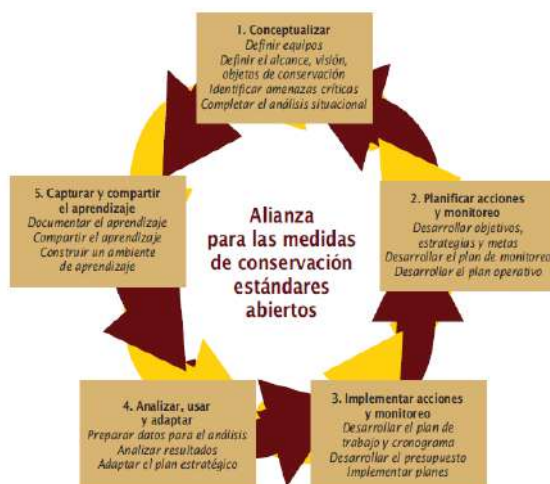 1. Conceptualizar
Definir equipos
Definir el alcance, visión,
objetos de conservación
Identificar amenazas críticas
Completar el análisis situacional
2. Planificar acciones
y monitoreo
Desarrollar objetivos,
estrategias y metas
Desarrollar el plan de monitoreo
Desarrollar el plan operativo
3. Implementar acciones
y monitoreo
Desarrollar el plan de
trabajo y cronograma
Desarrollar el presupuesto
Implementar planes
4. Analizar, usar
y adaptar
Preparar datos para el análisis
Analizar resultados
Adaptar el plan estratégico
5. Capturar y compartir
el aprendizaje
Documentar el aprendizaje
Compartir el aprendizaje
Construir un ambiente
de aprendizaje
Alianza
para las medidas
de conservación
estándares
abiertos